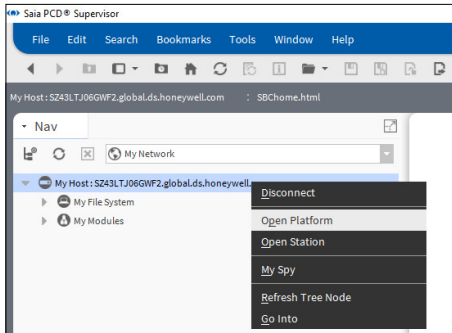 Saia PCD® Supervisor
File Edit Search Bookmarks Tools Window Help
My Host : SZ43LTJ06GWF2.global.ds.honeywell.com : SBChome.html
Nav
My Network
My Host : SZ43LTJ06GWF2.global.ds.honeywell.
My File System
My Modules
Disconnect
Open Platform
Open Station
My Spy
Refresh Tree Node
Go Into